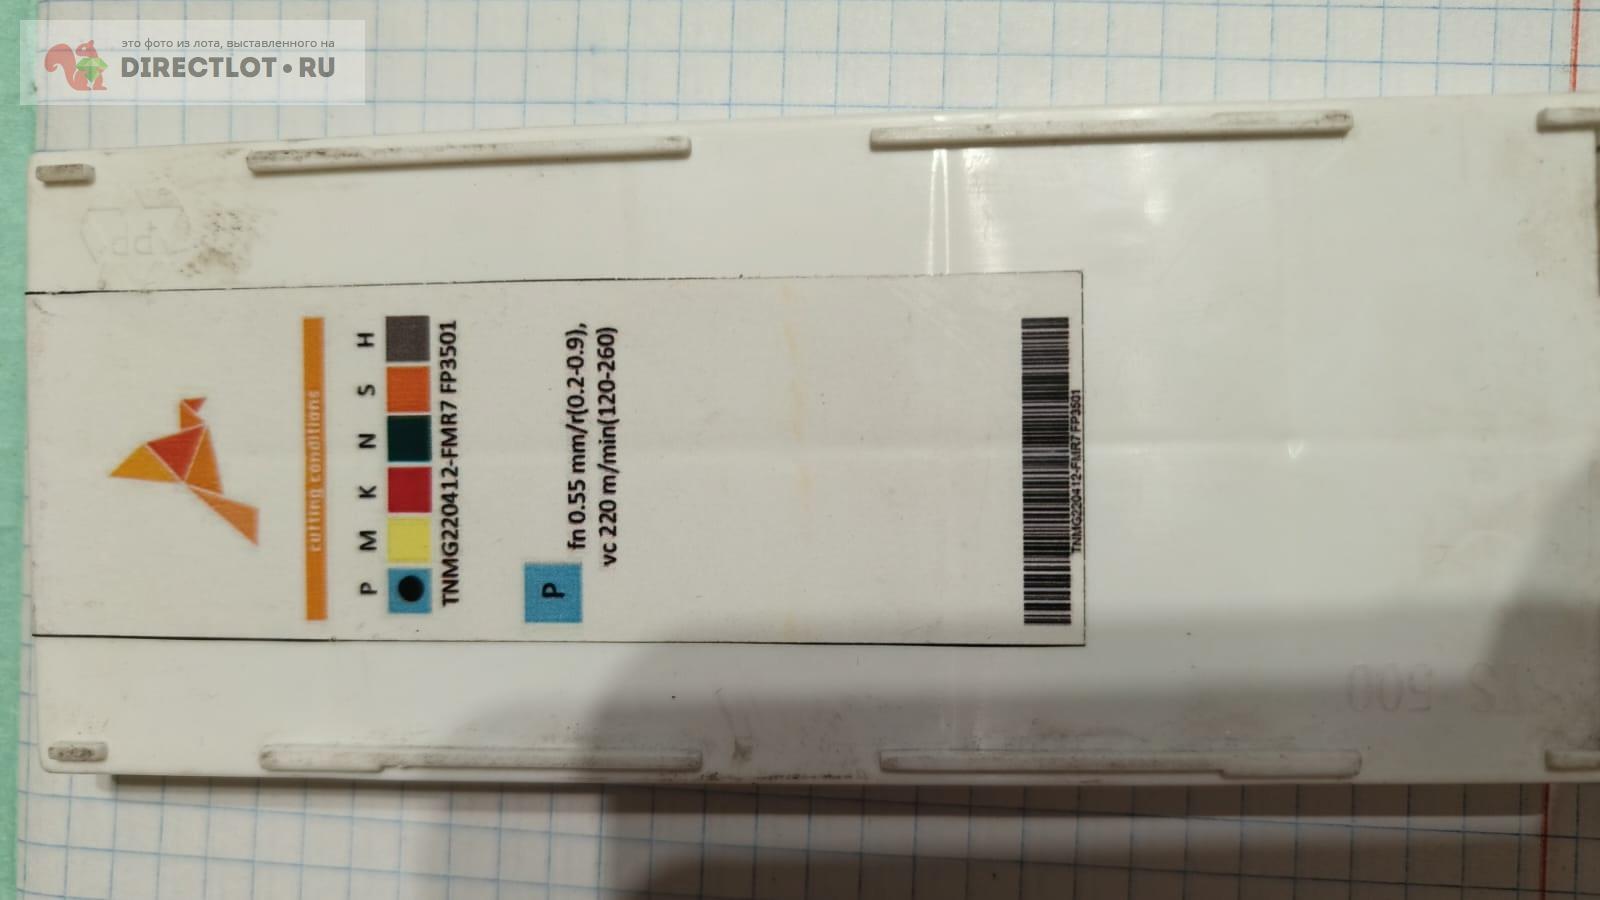 это фото из лота, выставленного на
DIRECTLOT.RU
cutting conditions
P M K N S H
TNMG220412-FMR7 FP3501
P
fn 0.55 mm/r(0.2-0.9),
vc 220 m/min(120-260)
TNMG220412-FMR7 FP3501
PP